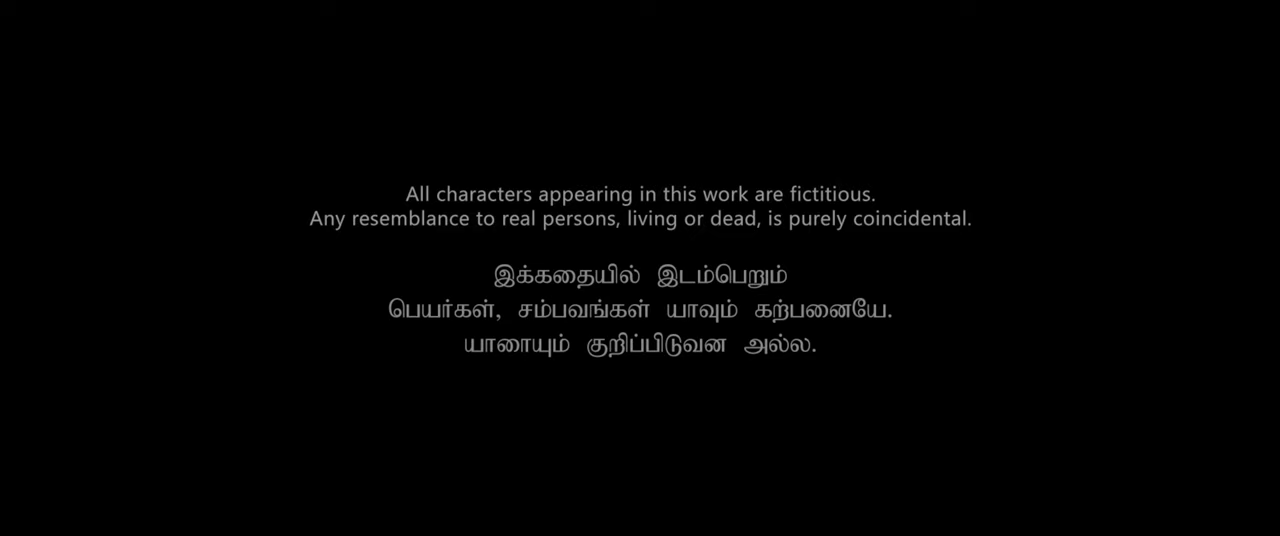 All characters appearing in this work are fictitious.
Any resemblance to real persons, living or dead, is purely coincidental.
இக்கதையில் இடம்பெறும்
பெயர்கள், சம்பவங்கள் யாவும் கற்பனையே.
யாரையும் குறிப்பிடுவன அல்ல.